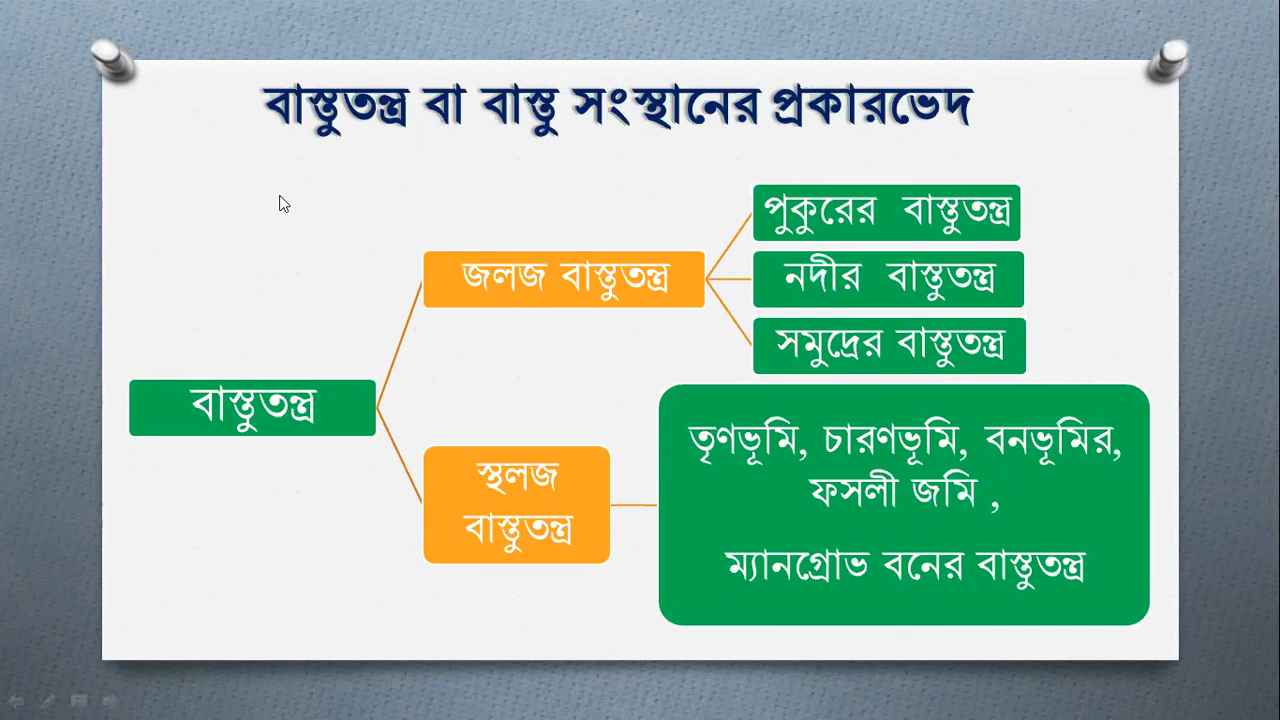 বাস্তুতন্ত্র বা বাস্তু সংস্থানের প্রকারভেদ
পুকুরের বাস্তুতন্ত্র
জলজ বাস্তুতন্ত্র
নদীর বাস্তুতন্ত্র
সমুদ্রের বাস্তুতন্ত্র
বাস্তুতন্ত্র
স্থলজ
বাস্তুতন্ত্র
তৃণভূমি, চারণভূমি, বনভূমির,
ফসলী জমি ,
ম্যানগ্রোভ বনের বাস্তুতন্ত্র